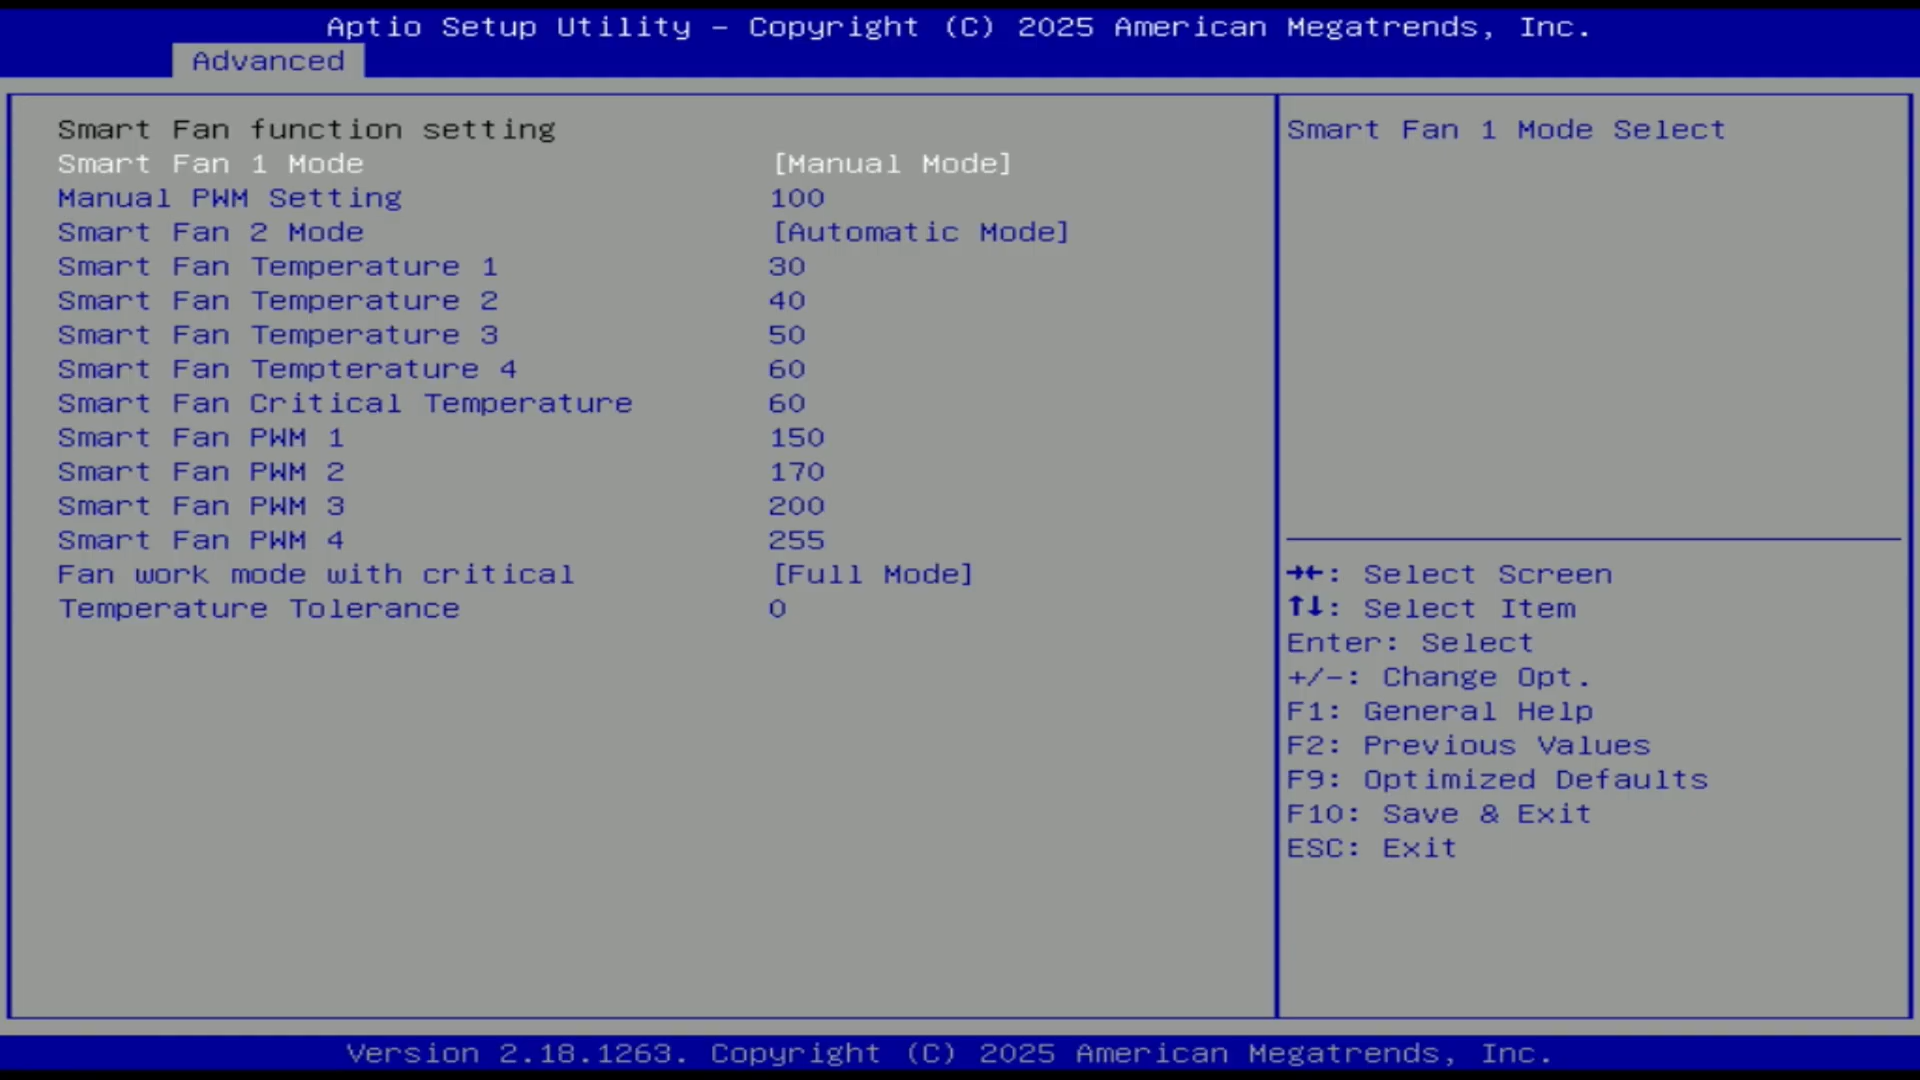 Aptio Setup Utility – Copyright (C) 2025 American Megatrends, Inc.
Advanced
Smart Fan function setting
Smart Fan 1 Mode [Manual Mode]
Manual PWM Setting 100
Smart Fan 2 Mode [Automatic Mode]
Smart Fan Temperature 1 30
Smart Fan Temperature 2 40
Smart Fan Temperature 3 50
Smart Fan Tempterature 4 60
Smart Fan Critical Temperature 60
Smart Fan PWM 1 150
Smart Fan PWM 2 170
Smart Fan PWM 3 200
Smart Fan PWM 4 255
Fan work mode with critical [Full Mode]
Temperature Tolerance 0
Smart Fan 1 Mode Select
→←: Select Screen
↑↓: Select Item
Enter: Select
+/-: Change Opt.
F1: General Help
F2: Previous Values
F9: Optimized Defaults
F10: Save & Exit
ESC: Exit
Version 2.18.1263. Copyright (C) 2025 American Megatrends, Inc.